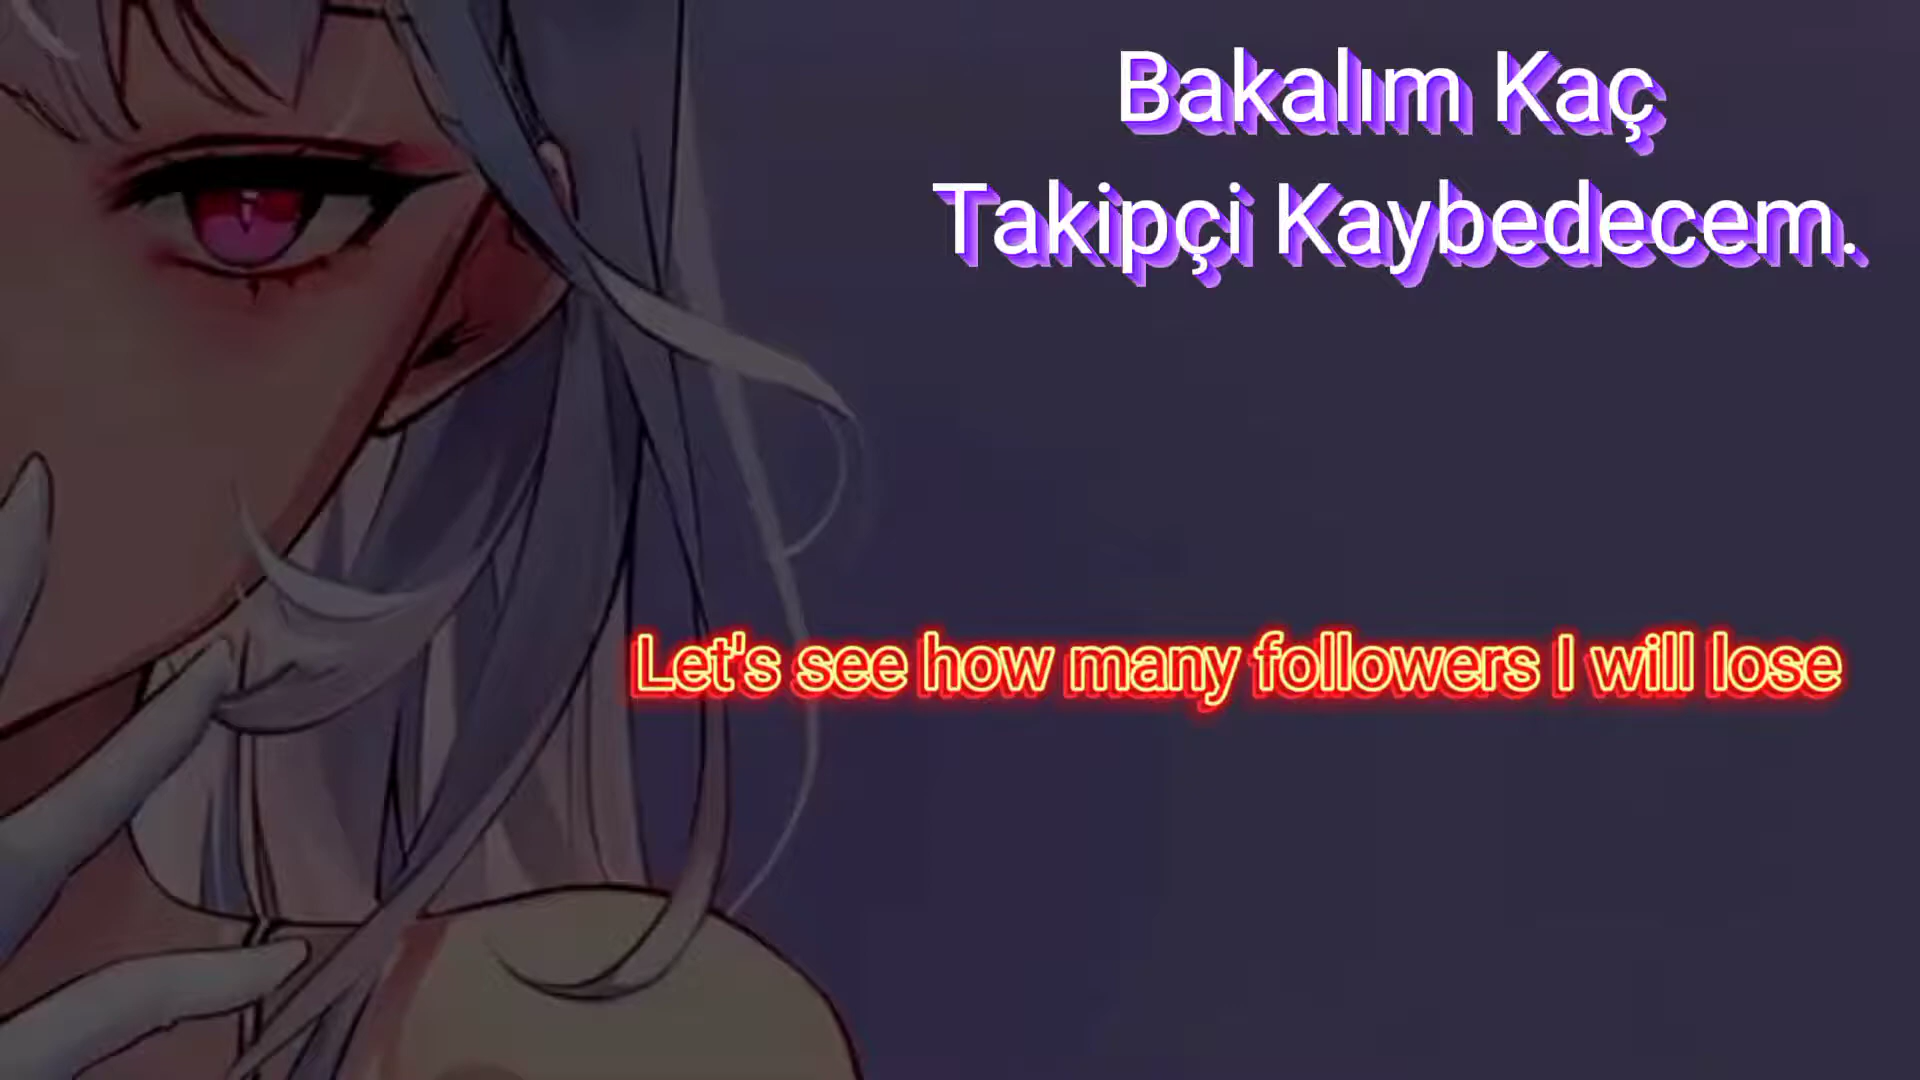 Bakalım Kaç
Takipçi Kaybedecem.
Let's see how many followers I will lose